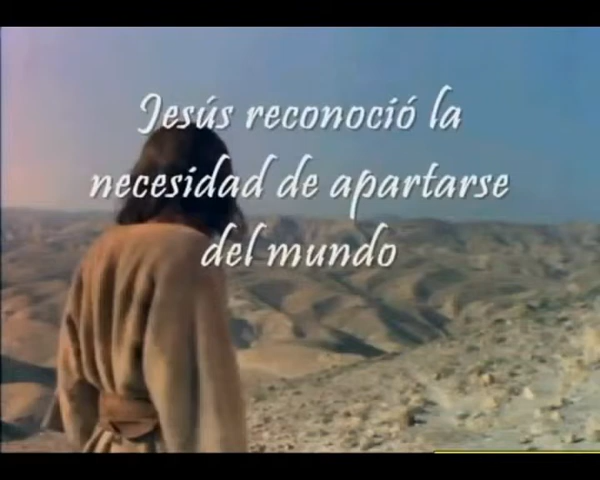 Jesús reconoció la
necesidad de apartarse
del mundo